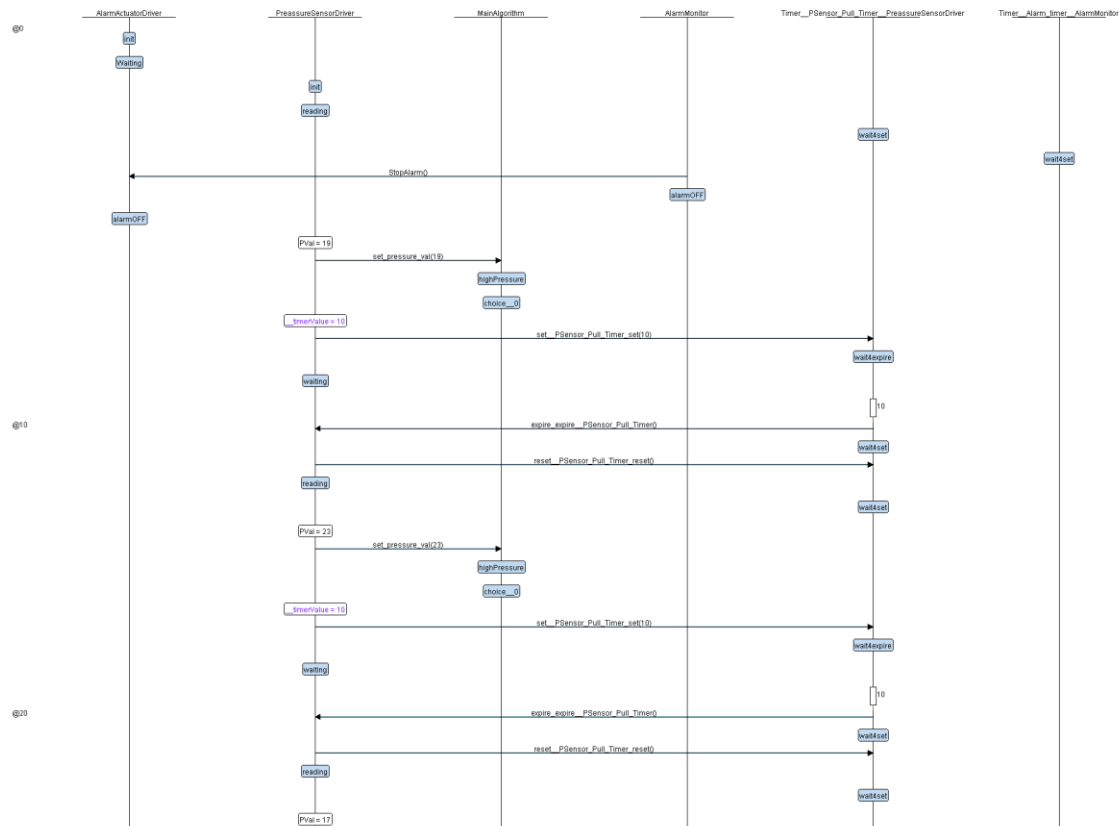 AlarmActuatorDriver PreassureSensorDriver MainAlgorithm AlarmMonitor Timer__PSensor_Pull_Timer__PreassureSensorDriver Timer__Alarm_timer__AlarmMonitor
@0
init
Waiting
init
reading
wait4set
wait4set
StopAlarm()
alarmOFF
alarmOFF
PVal = 19
set_pressure_val(19)
highPressure
choice__0
__timerValue = 10
set__PSensor_Pull_Timer_set(10)
wait4expire
waiting
10
@10
expire_expire__PSensor_Pull_Timer()
wait4set
reset__PSensor_Pull_Timer_reset()
reading
wait4set
PVal = 23
set_pressure_val(23)
highPressure
choice__0
__timerValue = 10
set__PSensor_Pull_Timer_set(10)
wait4expire
waiting
10
@20
expire_expire__PSensor_Pull_Timer()
wait4set
reset__PSensor_Pull_Timer_reset()
reading
wait4set
PVal = 17